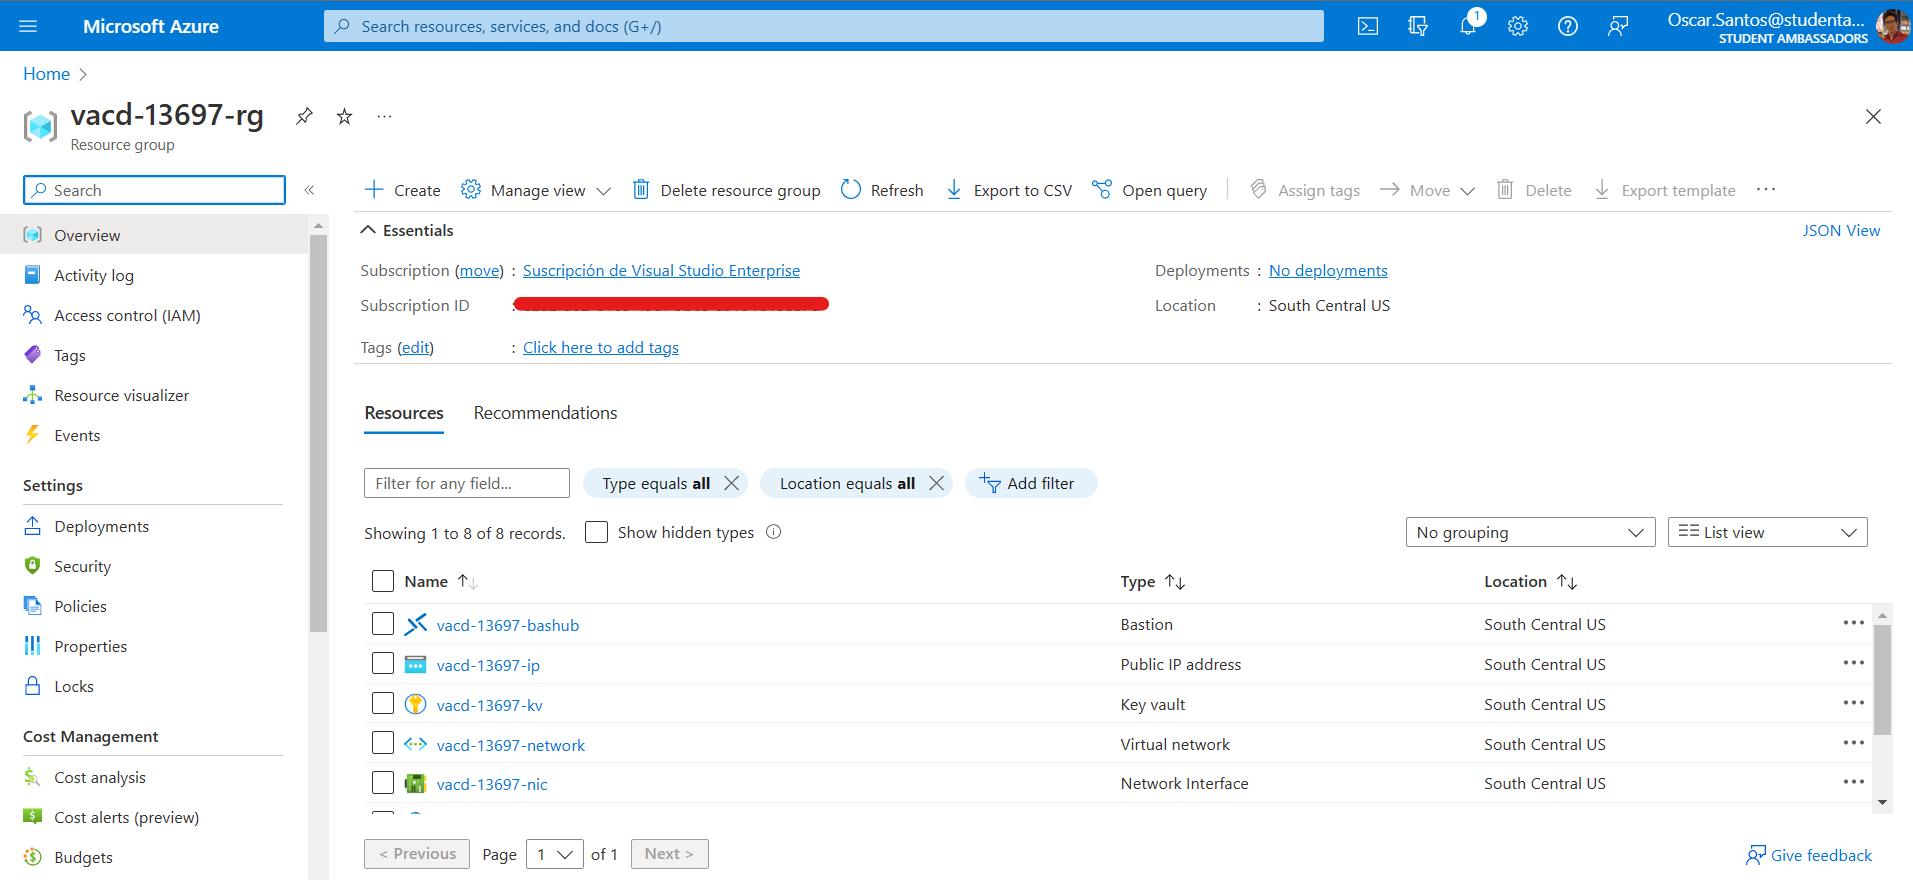 Microsoft Azure
Search resources, services, and docs (G+/)
1
Oscar.Santos@studenta...
STUDENT AMBASSADORS
Home
vacd-13697-rg
Resource group
Search
Overview
Activity log
Access control (IAM)
Tags
Resource visualizer
Events
Settings
Deployments
Security
Policies
Properties
Locks
Cost Management
Cost analysis
Cost alerts (preview)
Budgets
Create Manage view Delete resource group Refresh Export to CSV Open query Assign tags Move Delete Export template
Essentials JSON View
Subscription (move) : Suscripción de Visual Studio Enterprise Deployments : No deployments
Subscription ID : Location : South Central US
Tags (edit) : Click here to add tags
Resources Recommendations
Filter for any field... Type equals all Location equals all Add filter
Showing 1 to 8 of 8 records. Show hidden types No grouping List view
Name Type Location
vacd-13697-bashub Bastion South Central US
vacd-13697-ip Public IP address South Central US
vacd-13697-kv Key vault South Central US
vacd-13697-network Virtual network South Central US
vacd-13697-nic Network Interface South Central US
< Previous Page 1 of 1 Next > Give feedback